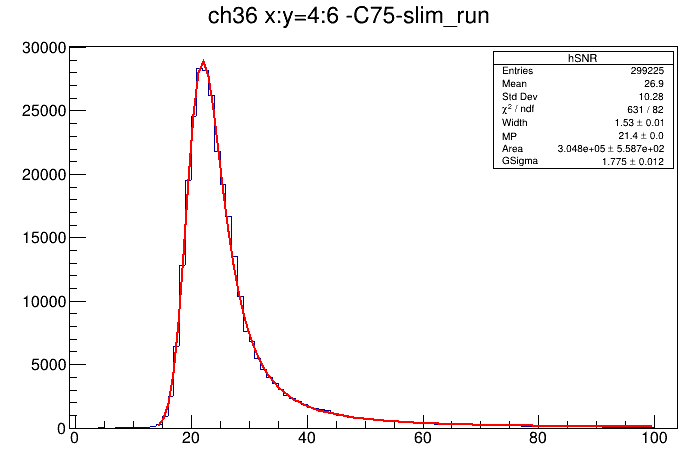 ch36 x:y=4:6 -C75-slim_run
hSNR
Entries 299225
Mean 26.9
Std Dev 10.28
χ² / ndf 631 / 82
Width 1.53 ± 0.01
MP 21.4 ± 0.0
Area 3.048e+05 ± 5.587e+02
GSigma 1.775 ± 0.012
30000
25000
20000
15000
10000
5000
0
0 20 40 60 80 100